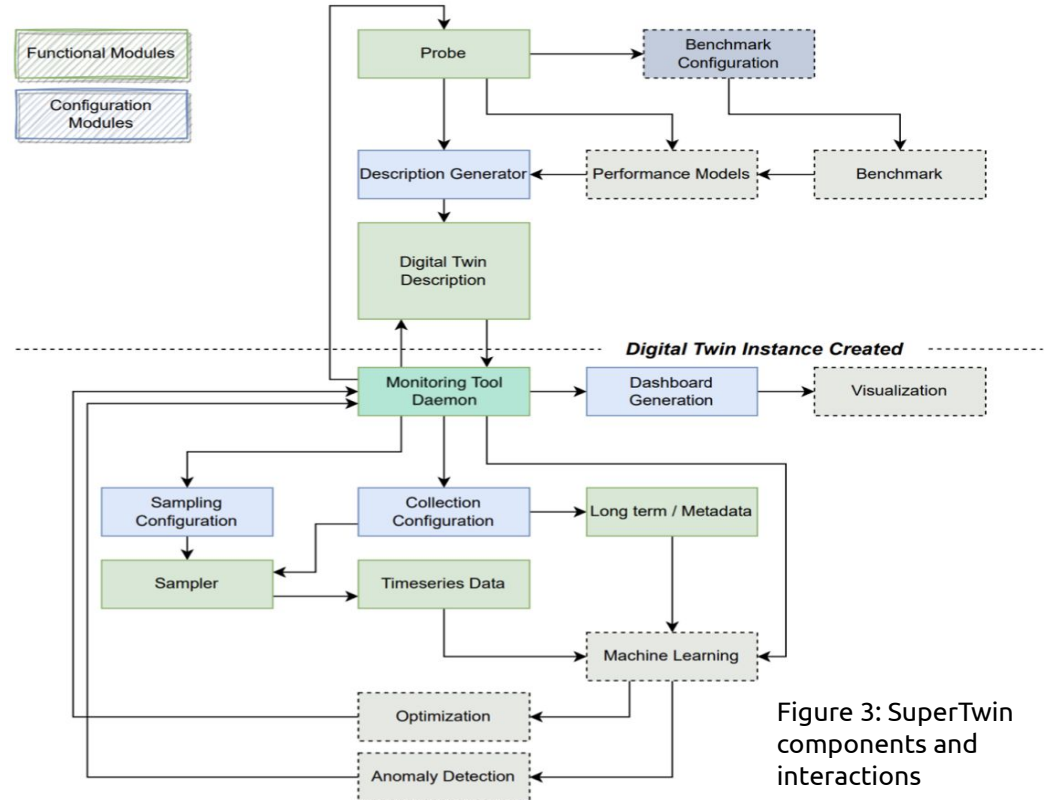 Functional Modules
Configuration
Modules
Probe
Benchmark
Configuration
Description Generator
Performance Models
Benchmark
Digital Twin
Description
Digital Twin Instance Created
Monitoring Tool
Daemon
Dashboard
Generation
Visualization
Sampling
Configuration
Collection
Configuration
Long term / Metadata
Sampler
Timeseries Data
Machine Learning
Optimization
Anomaly Detection
Figure 3: SuperTwin
components and
interactions